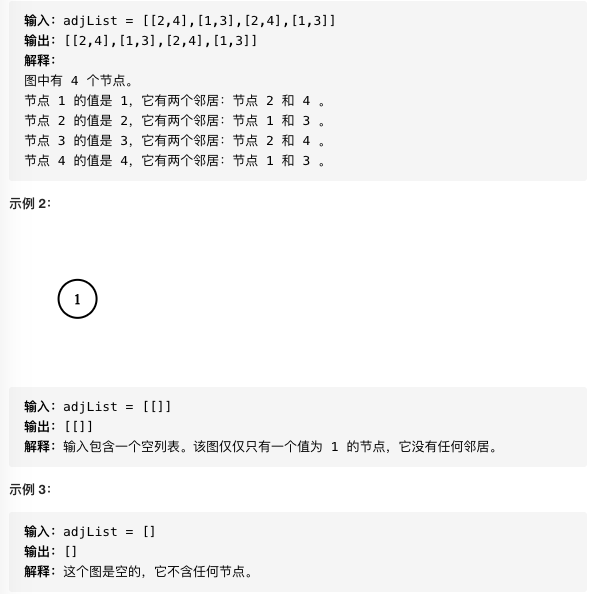 输入：adjList = [[2,4],[1,3],[2,4],[1,3]]
输出：[[2,4],[1,3],[2,4],[1,3]]
解释：
图中有 4 个节点。
节点 1 的值是 1，它有两个邻居：节点 2 和 4 。
节点 2 的值是 2，它有两个邻居：节点 1 和 3 。
节点 3 的值是 3，它有两个邻居：节点 2 和 4 。
节点 4 的值是 4，它有两个邻居：节点 1 和 3 。
示例 2：
1
输入：adjList = [[]]
输出：[[]]
解释：输入包含一个空列表。该图仅仅只有一个值为 1 的节点，它没有任何邻居。
示例 3：
输入：adjList = []
输出：[]
解释：这个图是空的，它不含任何节点。